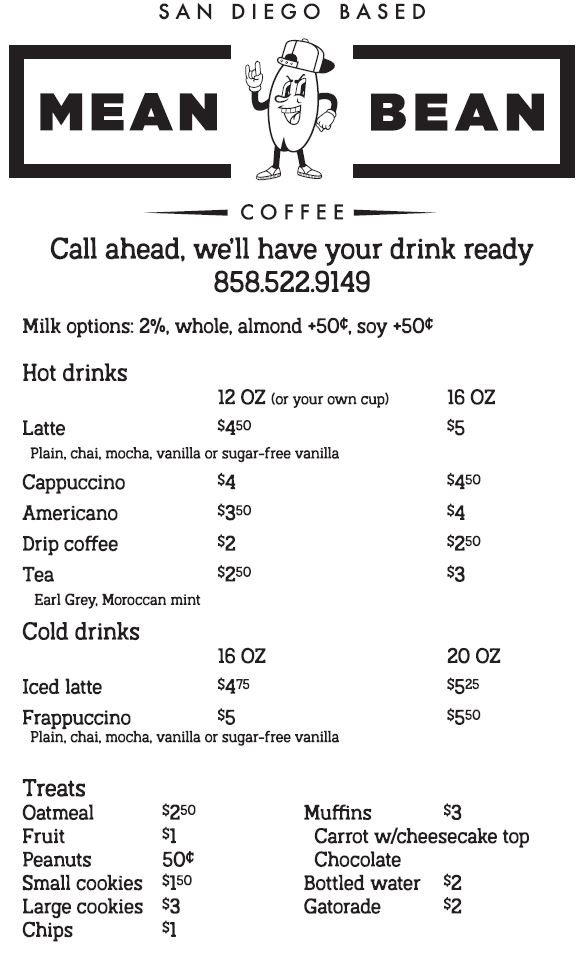 SAN DIEGO BASED
MEAN BEAN
COFFEE
Call ahead, we'll have your drink ready
858.522.9149
Milk options: 2%, whole, almond +50¢, soy +50¢
Hot drinks
12 OZ (or your own cup) 16 OZ
Latte $4⁵⁰ $5
Plain, chai, mocha, vanilla or sugar-free vanilla
Cappuccino $4 $4⁵⁰
Americano $3⁵⁰ $4
Drip coffee $2 $2⁵⁰
Tea $2⁵⁰ $3
Earl Grey, Moroccan mint
Cold drinks
16 OZ 20 OZ
Iced latte $4⁷⁵ $5²⁵
Frappuccino $5 $5⁵⁰
Plain, chai, mocha, vanilla or sugar-free vanilla
Treats
Oatmeal $2⁵⁰ Muffins $3
Fruit $1 Carrot w/cheesecake top
Peanuts 50¢ Chocolate
Small cookies $1⁵⁰ Bottled water $2
Large cookies $3 Gatorade $2
Chips $1